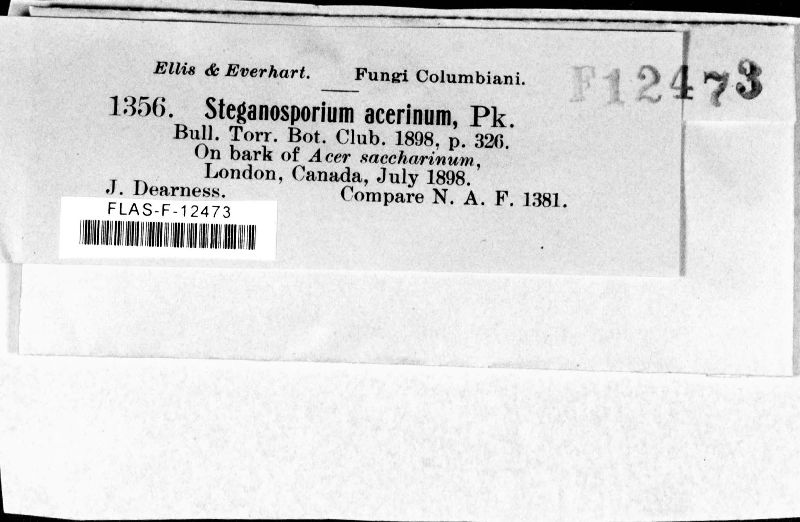 Ellis & Everhart. Fungi Columbiani.
F12473
1356. Steganosporium acerinum, Pk.
Bull. Torr. Bot. Club. 1898, p. 326.
On bark of Acer saccharinum,
London, Canada, July 1898.
J. Dearness. Compare N. A. F. 1381.
FLAS-F-12473